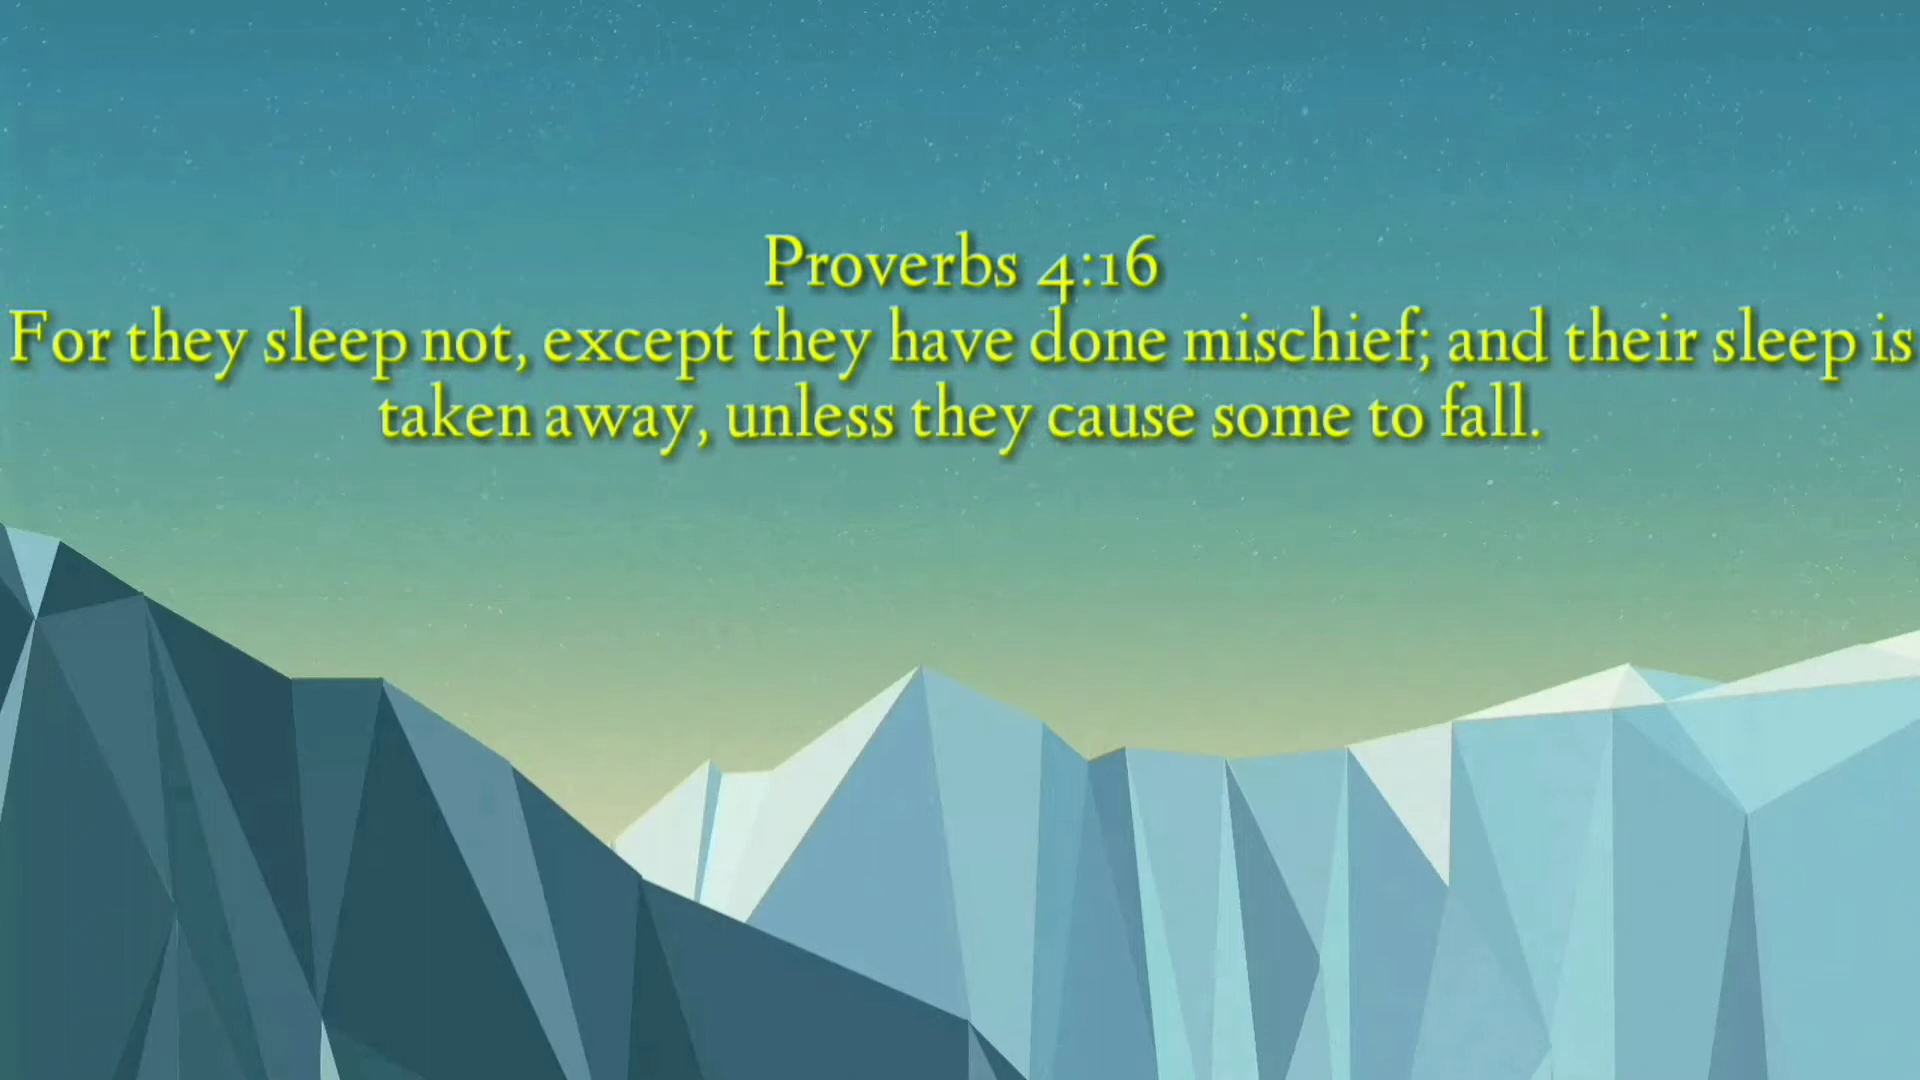 Proverbs 4:16
For they sleep not, except they have done mischief; and their sleep is
taken away, unless they cause some to fall.